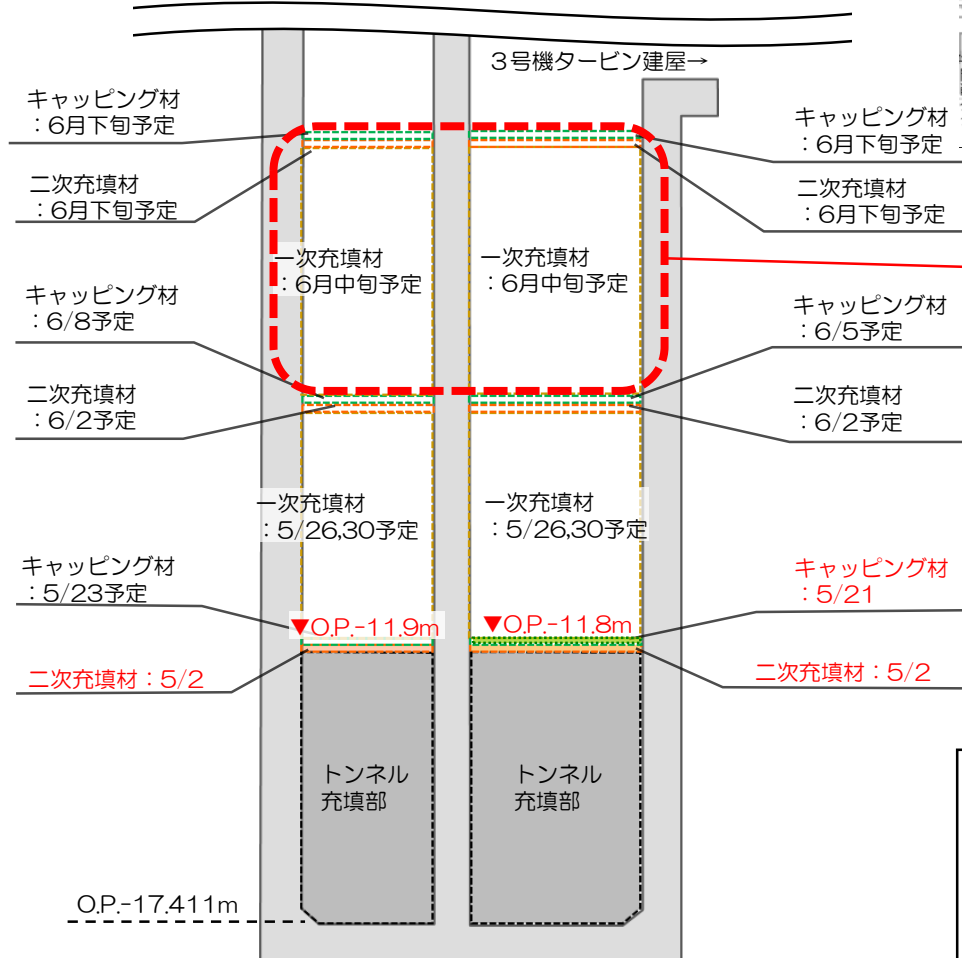 ３号機タービン建屋→
キャッピング材
：6月下旬予定
二次充填材
：6月下旬予定
キャッピング材
：6月下旬予定
二次充填材
：6月下旬予定
一次充填材
：6月中旬予定
一次充填材
：6月中旬予定
キャッピング材
：6/8予定
二次充填材
：6/2予定
キャッピング材
：6/5予定
二次充填材
：6/2予定
一次充填材
：5/26,30予定
一次充填材
：5/26,30予定
キャッピング材
：5/23予定
キャッピング材
：5/21
▼O.P.-11.9m
▼O.P.-11.8m
二次充填材：5/2
二次充填材：5/2
トンネル
充填部
トンネル
充填部
O.P.-17.411m